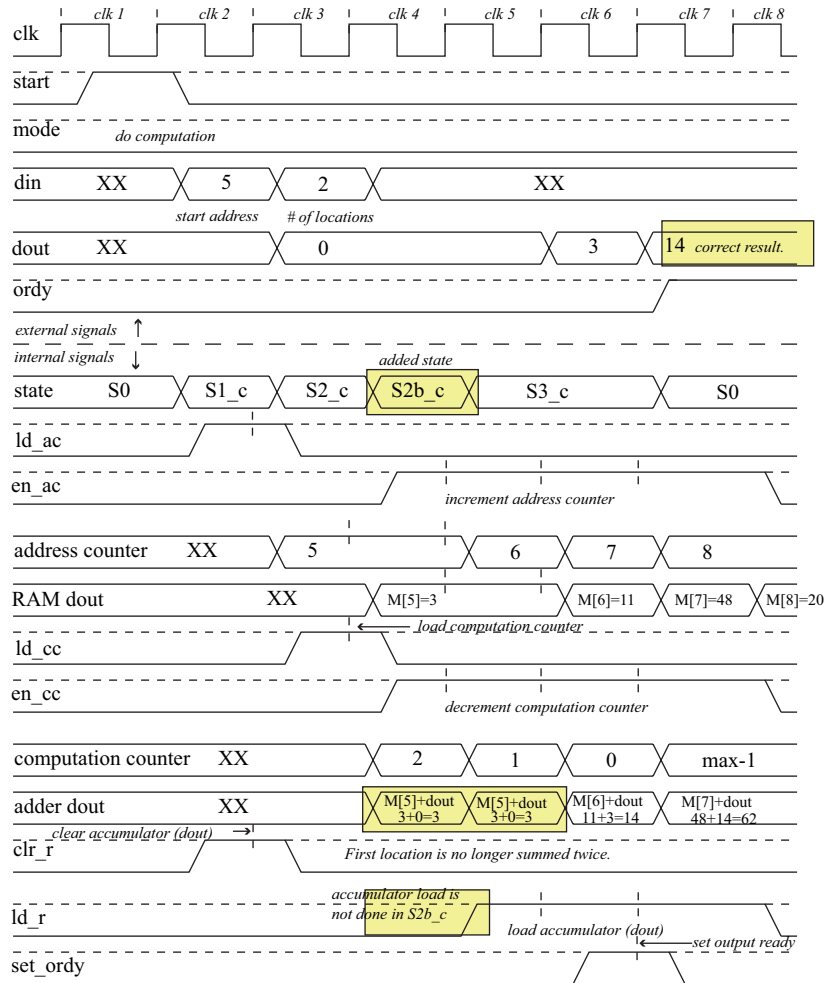 clk 1 clk 2 clk 3 clk 4 clk 5 clk 6 clk 7 clk 8
clk
start
mode
do computation
din XX 5 2 XX
start address # of locations
dout XX 0 3 14 correct result.
ordy
external signals ↑
internal signals ↓
added state
state S0 S1_c S2_c S2b_c S3_c S0
ld_ac
en_ac
increment address counter
address counter XX 5 6 7 8
RAM dout XX M[5]=3 M[6]=11 M[7]=48 M[8]=20
← load computation counter
ld_cc
en_cc
decrement computation counter
computation counter XX 2 1 0 max-1
adder dout XX M[5]+dout M[5]+dout M[6]+dout M[7]+dout
3+0=3 3+0=3 11+3=14 48+14=62
clear accumulator (dout) →
clr_r
First location is no longer summed twice.
accumulator load is
not done in S2b_c
ld_r
load accumulator (dout)
← set output ready
set_ordy